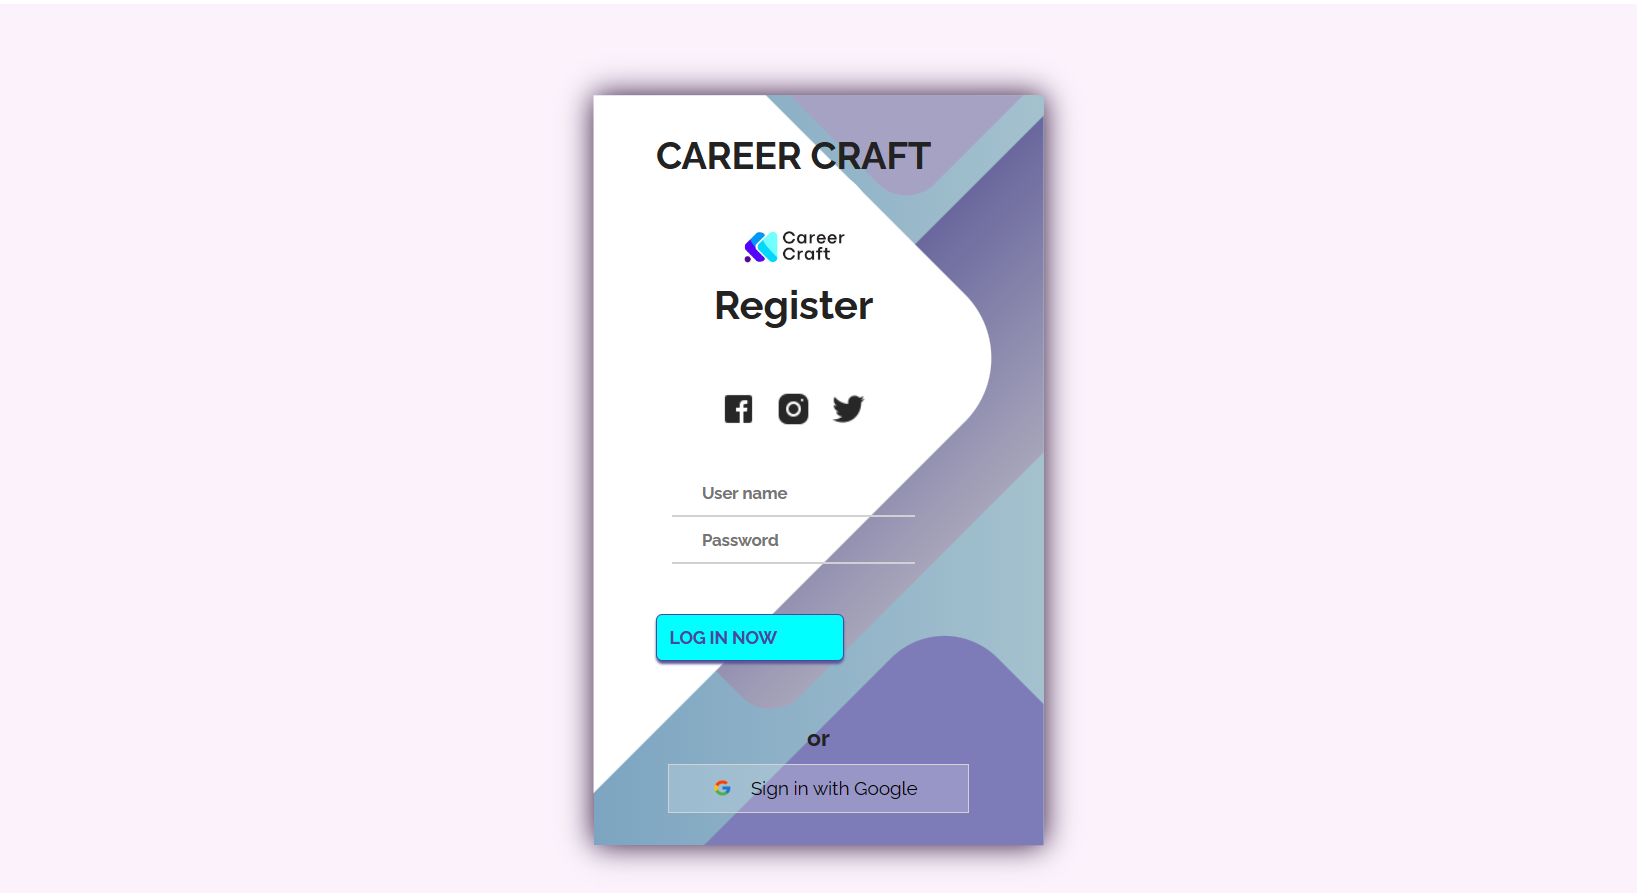 CAREER CRAFT
Career
Craft
Register
User name
Password
LOG IN NOW
or
Sign in with Google